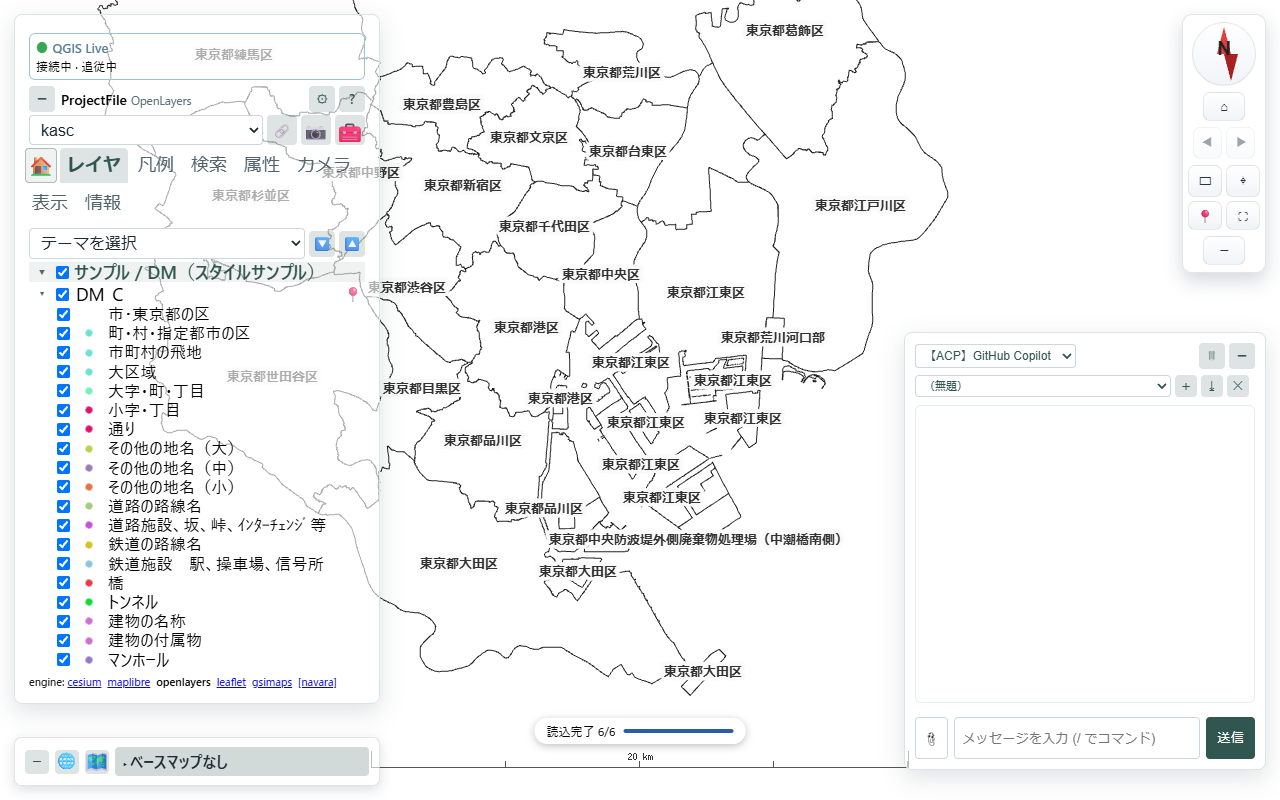 QGIS Live
接続中 · 追従中
ProjectFile OpenLayers
kasc
レイヤ 凡例 検索 属性 カメラ
表示 情報
テーマを選択
サンプル / DM（スタイルサンプル）
DM C
市・東京都の区
町・村・指定都市の区
市町村の飛地
大区域
大字・町・丁目
小字・丁目
通り
その他の地名（大）
その他の地名（中）
その他の地名（小）
道路の路線名
道路施設、坂、峠、ｲﾝﾀｰﾁｪﾝｼﾞ等
鉄道の路線名
鉄道施設　駅、操車場、信号所
橋
トンネル
建物の名称
建物の付属物
マンホール
engine: cesium maplibre openlayers leaflet gsimaps [navara]
ベースマップなし
東京都葛飾区
東京都練馬区
東京都荒川区
東京都豊島区
東京都文京区
東京都台東区
東京都中野区
東京都新宿区
東京都杉並区
東京都江戸川区
東京都千代田区
東京都中央区
東京都渋谷区
東京都江東区
東京都港区
東京都荒川河口部
東京都江東区
東京都世田谷区
東京都江東区
東京都目黒区
東京都港区
東京都江東区
東京都江東区
東京都品川区
東京都江東区
東京都江東区
東京都品川区
東京都中央防波堤外側廃棄物処理場（中潮橋南側）
東京都大田区
東京都大田区
東京都大田区
読込完了 6/6
20 km
N
【ACP】GitHub Copilot
（無題）
メッセージを入力 (/ でコマンド)
送信